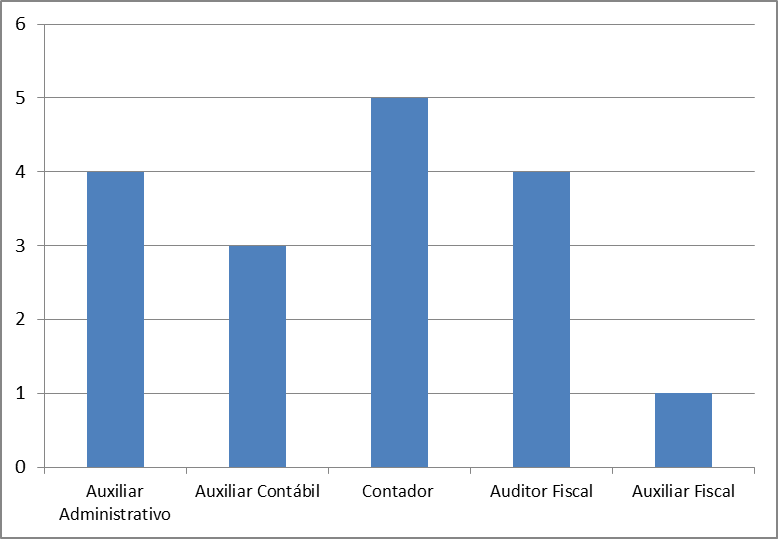 6
5
4
3
2
1
0
Auxiliar
Administrativo
Auxiliar Contábil
Contador
Auditor Fiscal
Auxiliar Fiscal